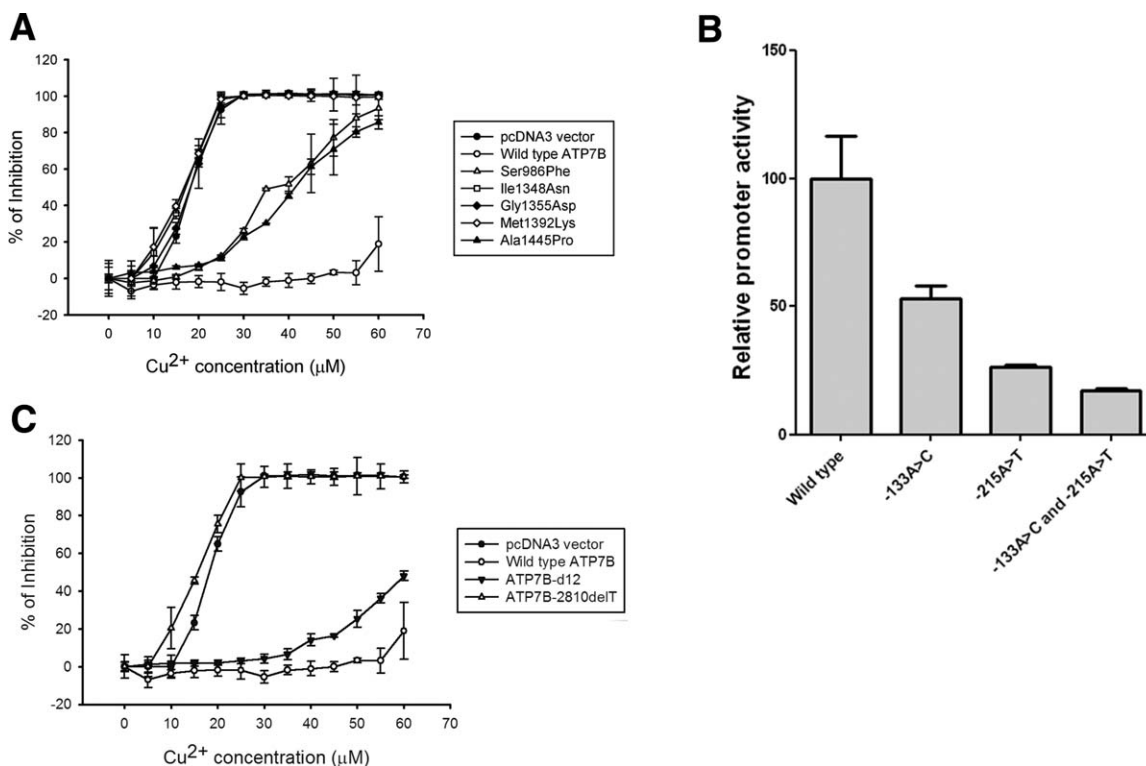 A
120
100
80
60
40
20
0
-20
0 10 20 30 40 50 60 70
% of Inhibition
Cu2+ concentration (μM)
pcDNA3 vector
Wild type ATP7B
Ser986Phe
Ile1348Asn
Gly1355Asp
Met1392Lys
Ala1445Pro
B
150
100
50
0
Relative promoter activity
Wild type
-133A>C
-215A>T
-133A>C and -215A>T
C
120
100
80
60
40
20
0
-20
0 10 20 30 40 50 60 70
% of Inhibition
Cu2+ concentration (μM)
pcDNA3 vector
Wild type ATP7B
ATP7B-d12
ATP7B-2810delT